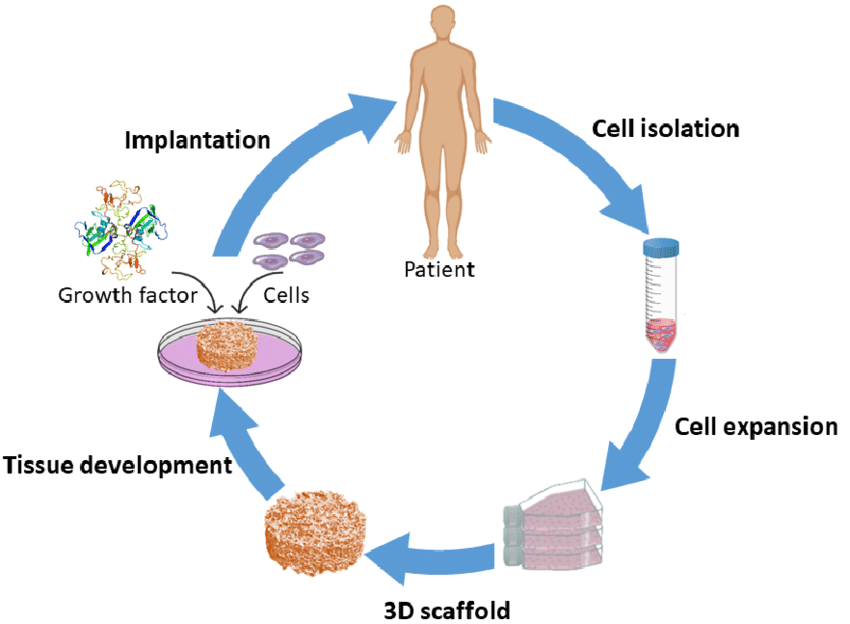 Implantation
Cell isolation
Patient
Growth factor
Cells
Cell expansion
Tissue development
3D scaffold